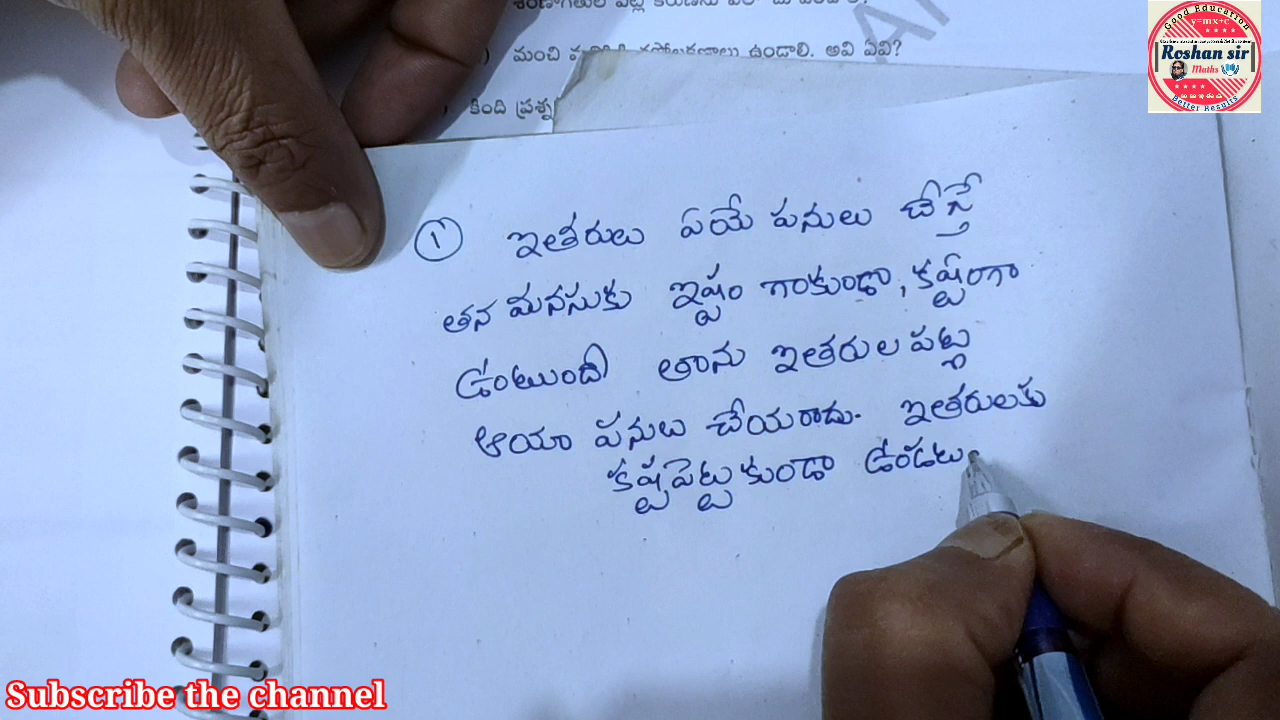 మంచి
ఉండాలి. అవి ఏవి?
కింది ప్రశ్న
Good Education
y=mx+c
Roshan sir
Maths
Better Results
① ఇతరులు ఏయే పనులు చేస్తే
తన మనసుకు ఇష్టం గాకుండా, కష్టంగా
ఉంటుందో తాను ఇతరుల పట్ల
ఆయా పనులు చేయరాదు. ఇతరులకు
కష్టపెట్టకుండా ఉండటు
Subscribe the channel